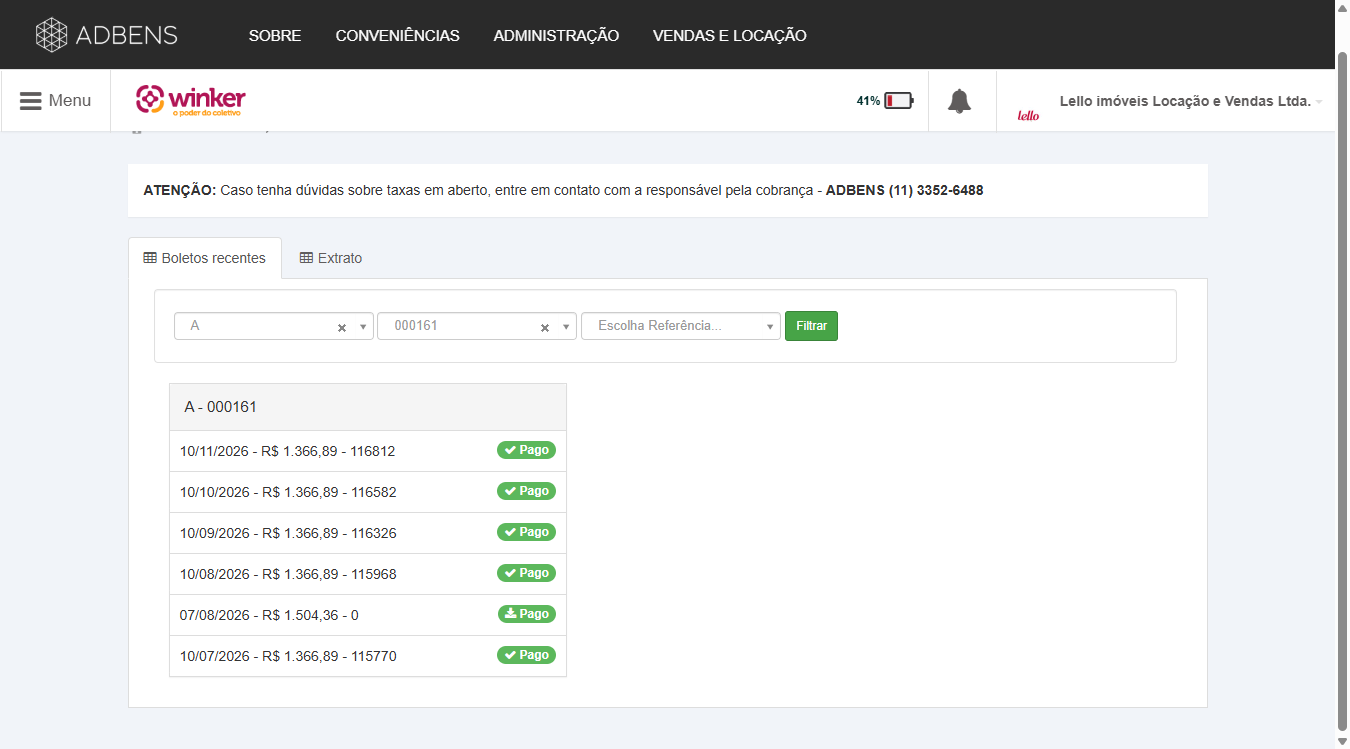 ADBENS SOBRE CONVENIÊNCIAS ADMINISTRAÇÃO VENDAS E LOCAÇÃO
Menu winker 41% lello Lello imóveis Locação e Vendas Ltda.
o poder do coletivo
ATENÇÃO: Caso tenha dúvidas sobre taxas em aberto, entre em contato com a responsável pela cobrança - ADBENS (11) 3352-6488
Boletos recentes Extrato
A 000161 Escolha Referência... Filtrar
A - 000161
10/11/2026 - R$ 1.366,89 - 116812 Pago
10/10/2026 - R$ 1.366,89 - 116582 Pago
10/09/2026 - R$ 1.366,89 - 116326 Pago
10/08/2026 - R$ 1.366,89 - 115968 Pago
07/08/2026 - R$ 1.504,36 - 0 Pago
10/07/2026 - R$ 1.366,89 - 115770 Pago